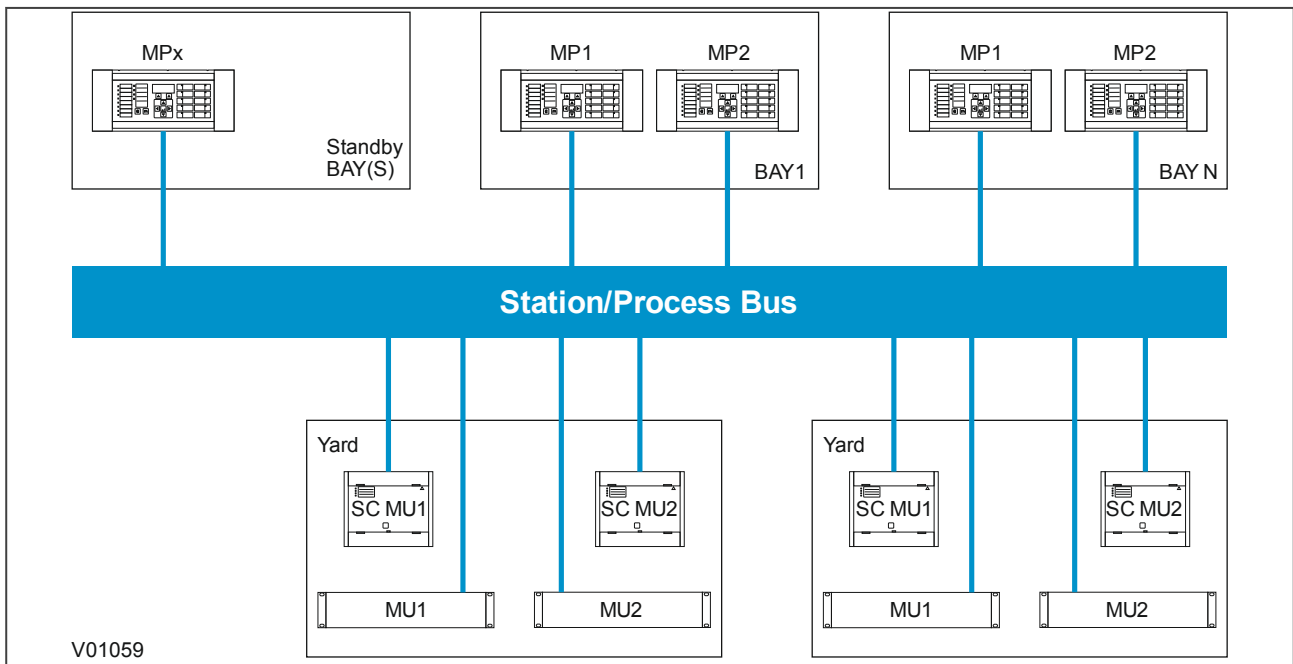 MPx
MP1
MP2
MP1
MP2
Standby
BAY(S)
BAY1
BAY N
Station/Process Bus
Yard
Yard
SC MU1
SC MU2
SC MU1
SC MU2
MU1
MU2
MU1
MU2
V01059